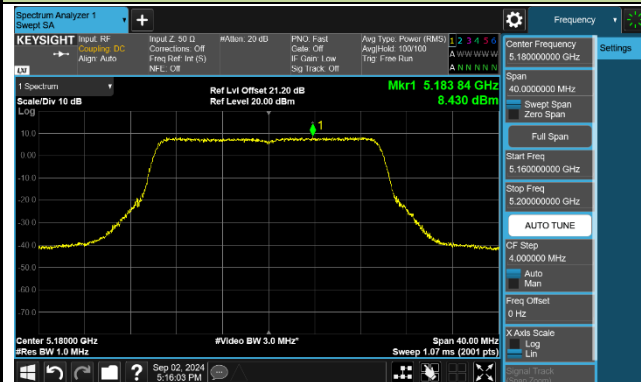 Spectrum Analyzer 1
Swept SA
Frequency
KEYSIGHT
Input: RF
Coupling: DC
Align: Auto
Input Z: 50 Ω
Corrections: Off
Freq Ref: Int (S)
NFE: Off
#Atten: 20 dB
PNO: Fast
Gate: Off
IF Gain: Low
Sig Track: Off
Avg Type: Power (RMS)
Avg|Hold: 100/100
Trig: Free Run
1 2 3 4 5 6
A W W W W W
A N N N N N
LXI
1 Spectrum
Scale/Div 10 dB
Log
Ref Lvl Offset 21.20 dB
Ref Level 20.00 dBm
Mkr1 5.183 84 GHz
8.430 dBm
1
10.0
0.00
-10.0
-20.0
-30.0
-40.0
-50.0
-60.0
-70.0
Center 5.18000 GHz
#Res BW 1.0 MHz
#Video BW 3.0 MHz*
Span 40.00 MHz
Sweep 1.07 ms (2001 pts)
Sep 02, 2024
5:16:03 PM
Settings
Center Frequency
5.180000000 GHz
Span
40.0000000 MHz
Swept Span
Zero Span
Full Span
Start Freq
5.160000000 GHz
Stop Freq
5.200000000 GHz
AUTO TUNE
CF Step
4.000000 MHz
Auto
Man
Freq Offset
0 Hz
X Axis Scale
Log
Lin
Signal Track
(Span Zoom)